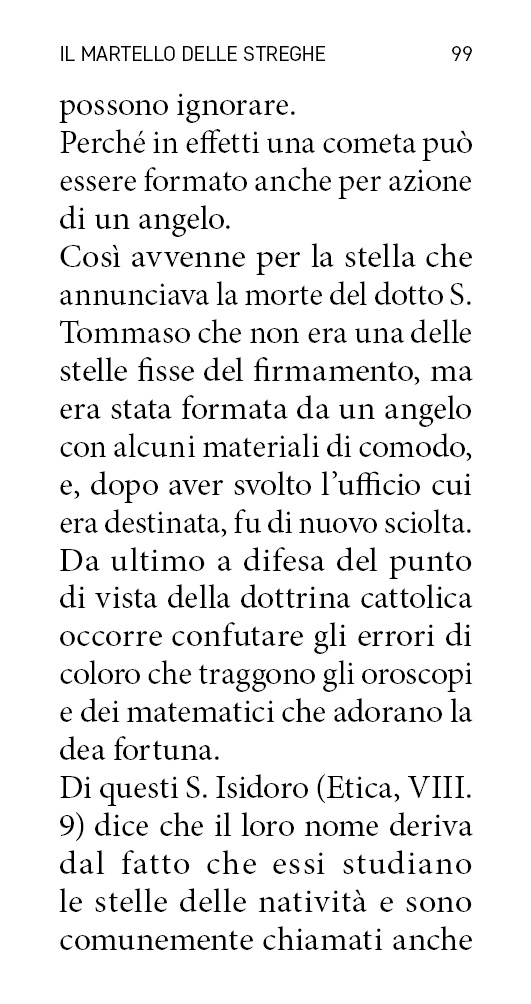 IL MARTELLO DELLE STREGHE 99
possono ignorare.
Perché in effetti una cometa può
essere formato anche per azione
di un angelo.
Così avvenne per la stella che
annunciava la morte del dotto S.
Tommaso che non era una delle
stelle fisse del firmamento, ma
era stata formata da un angelo
con alcuni materiali di comodo,
e, dopo aver svolto l’ufficio cui
era destinata, fu di nuovo sciolta.
Da ultimo a difesa del punto
di vista della dottrina cattolica
occorre confutare gli errori di
coloro che traggono gli oroscopi
e dei matematici che adorano la
dea fortuna.
Di questi S. Isidoro (Etica, VIII.
9) dice che il loro nome deriva
dal fatto che essi studiano
le stelle delle natività e sono
comunemente chiamati anche